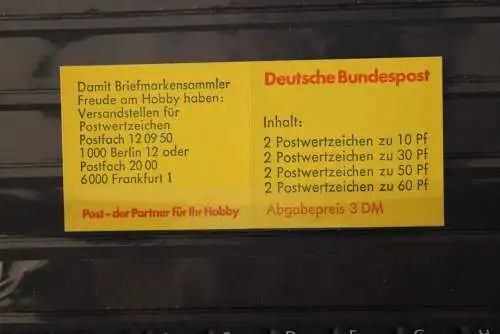 Damit Briefmarkensammler
Freude am Hobby haben:
Versandstellen für
Postwertzeichen
Postfach 12 09 50
1000 Berlin 12 oder
Postfach 20 00
6000 Frankfurt 1
Post – der Partner für Ihr Hobby
Deutsche Bundespost
Inhalt:
2 Postwertzeichen zu 10 Pf
2 Postwertzeichen zu 30 Pf
2 Postwertzeichen zu 50 Pf
2 Postwertzeichen zu 60 Pf
Abgabepreis 3 DM